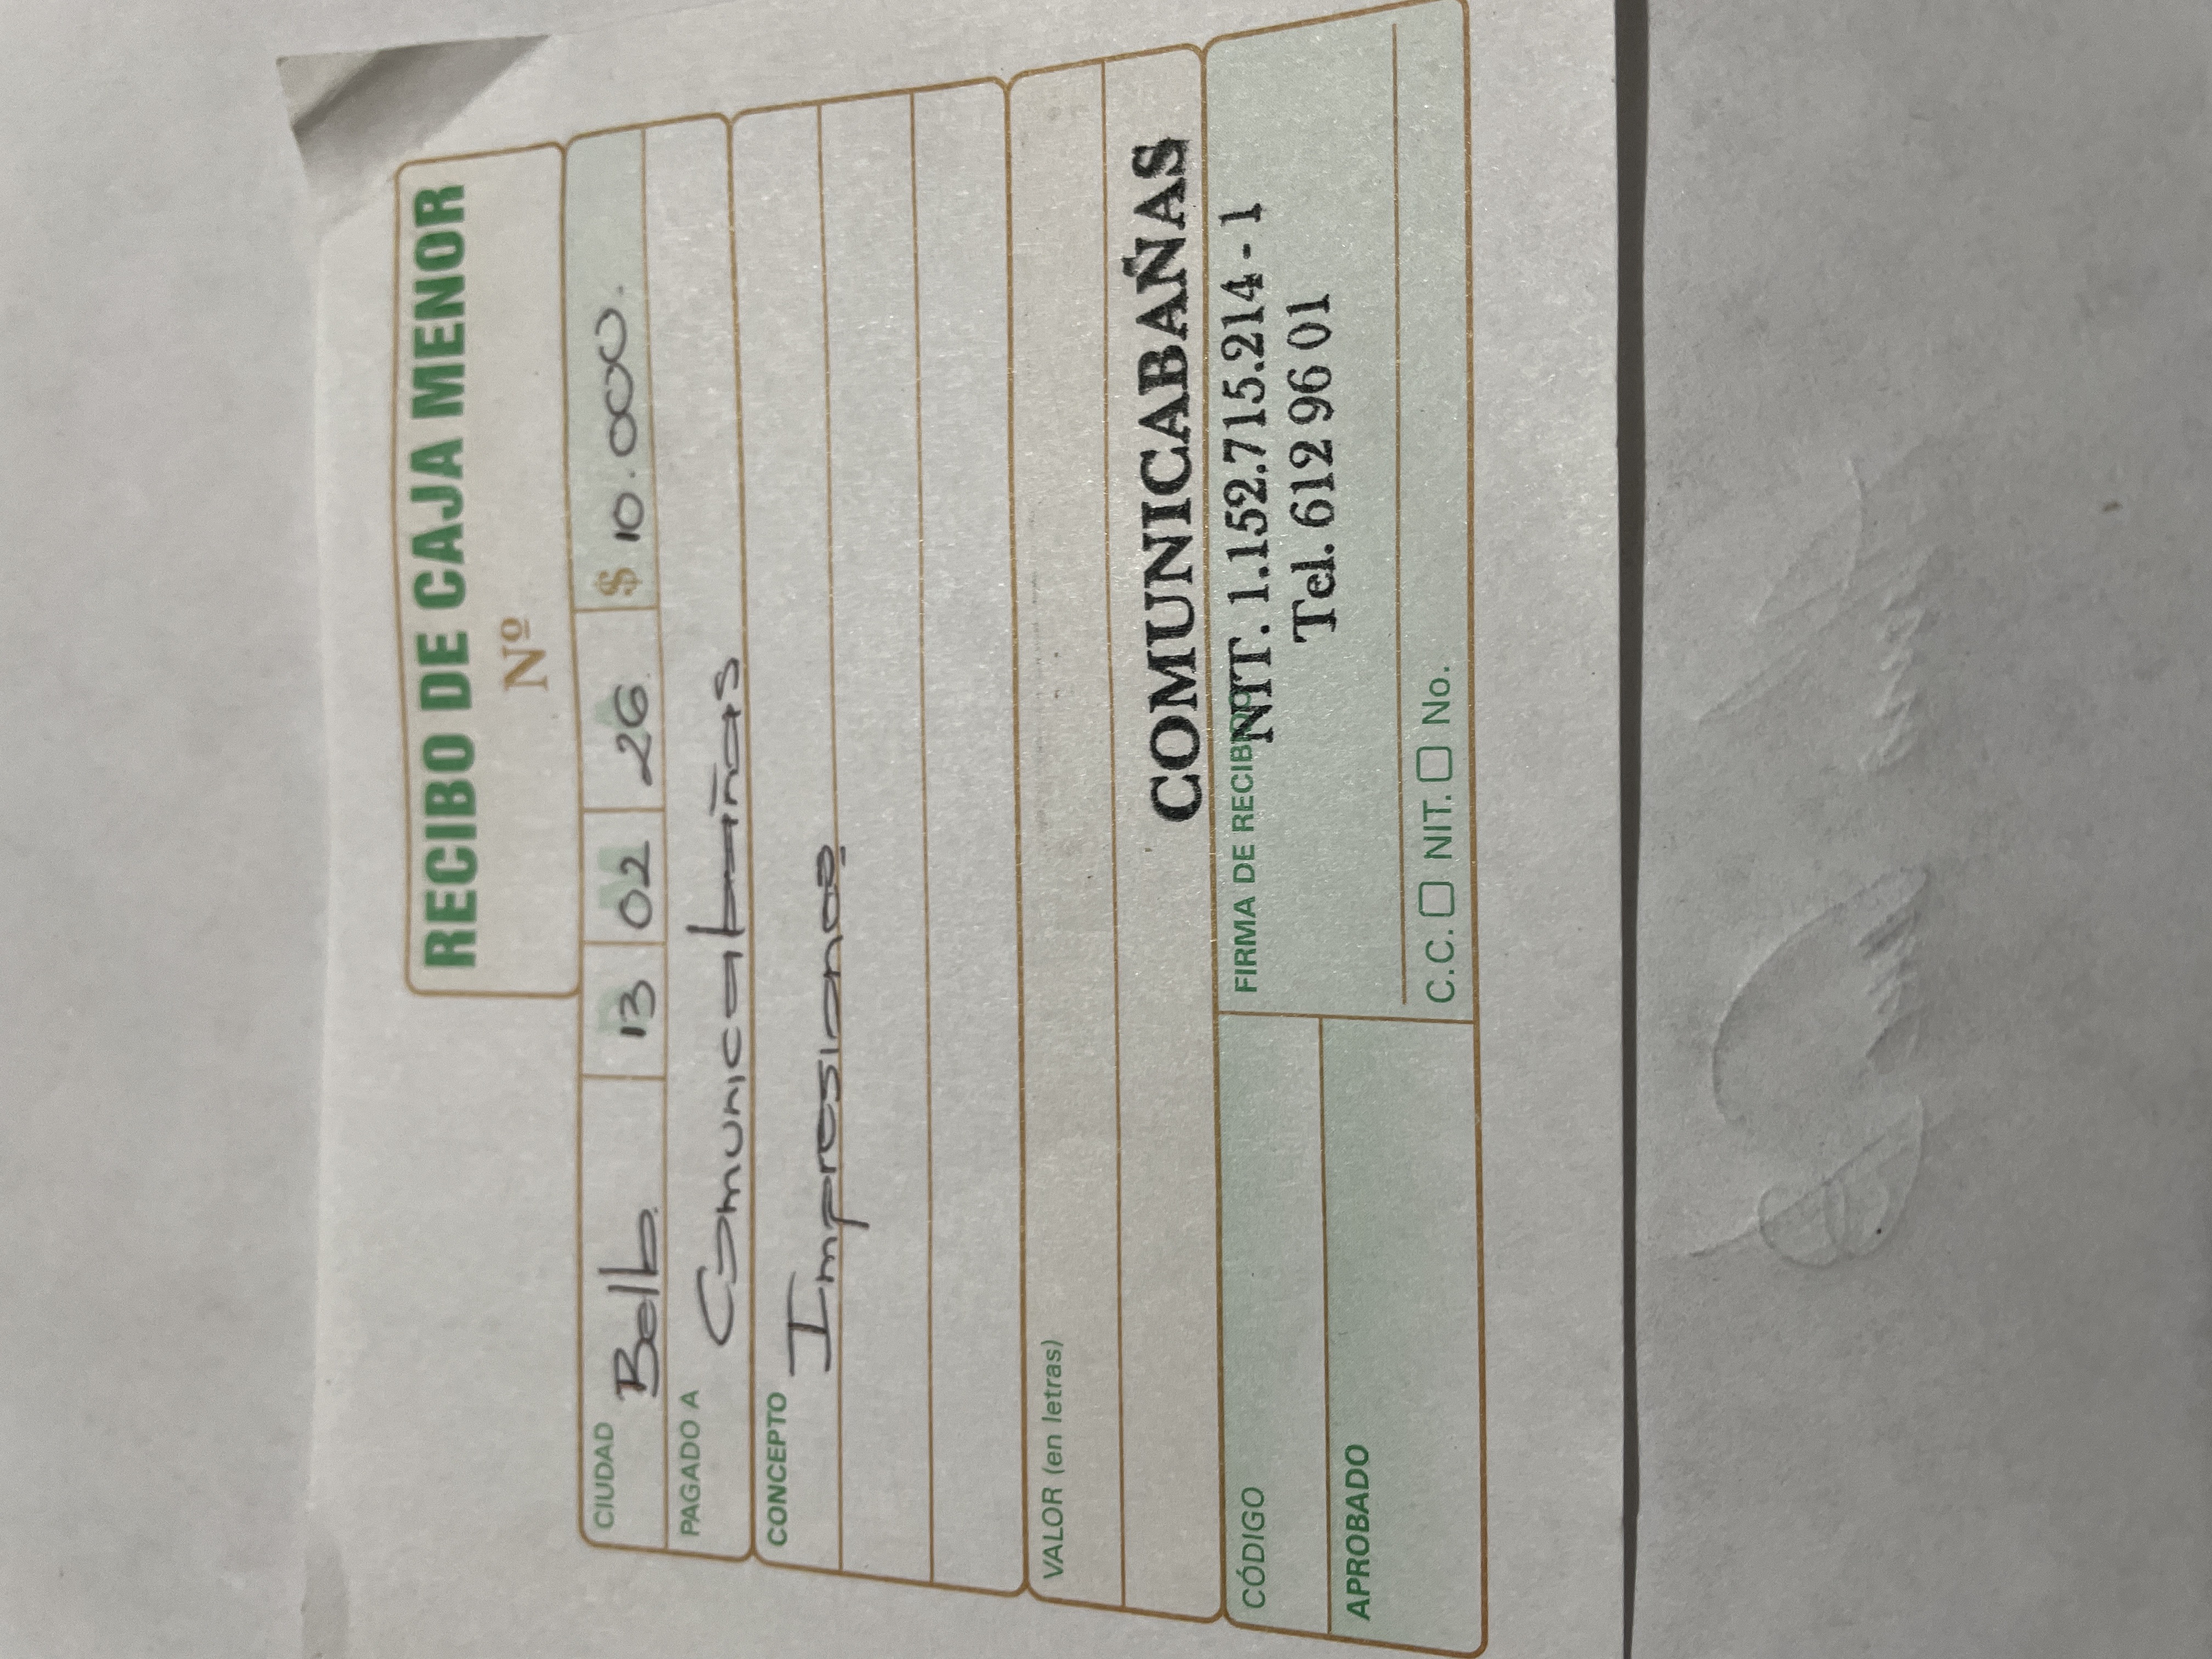 RECIBO DE CAJA MENOR
Nº
CIUDAD Bello 13 02 26 $ 10.000.
PAGADO A Comunicabañas
CONCEPTO Impresiones
VALOR (en letras)
COMUNICABAÑAS
CÓDIGO FIRMA DE RECIBIDO NIT. 1.152.715.214-1
Tel. 612 96 01
APROBADO
C.C. NIT. No.